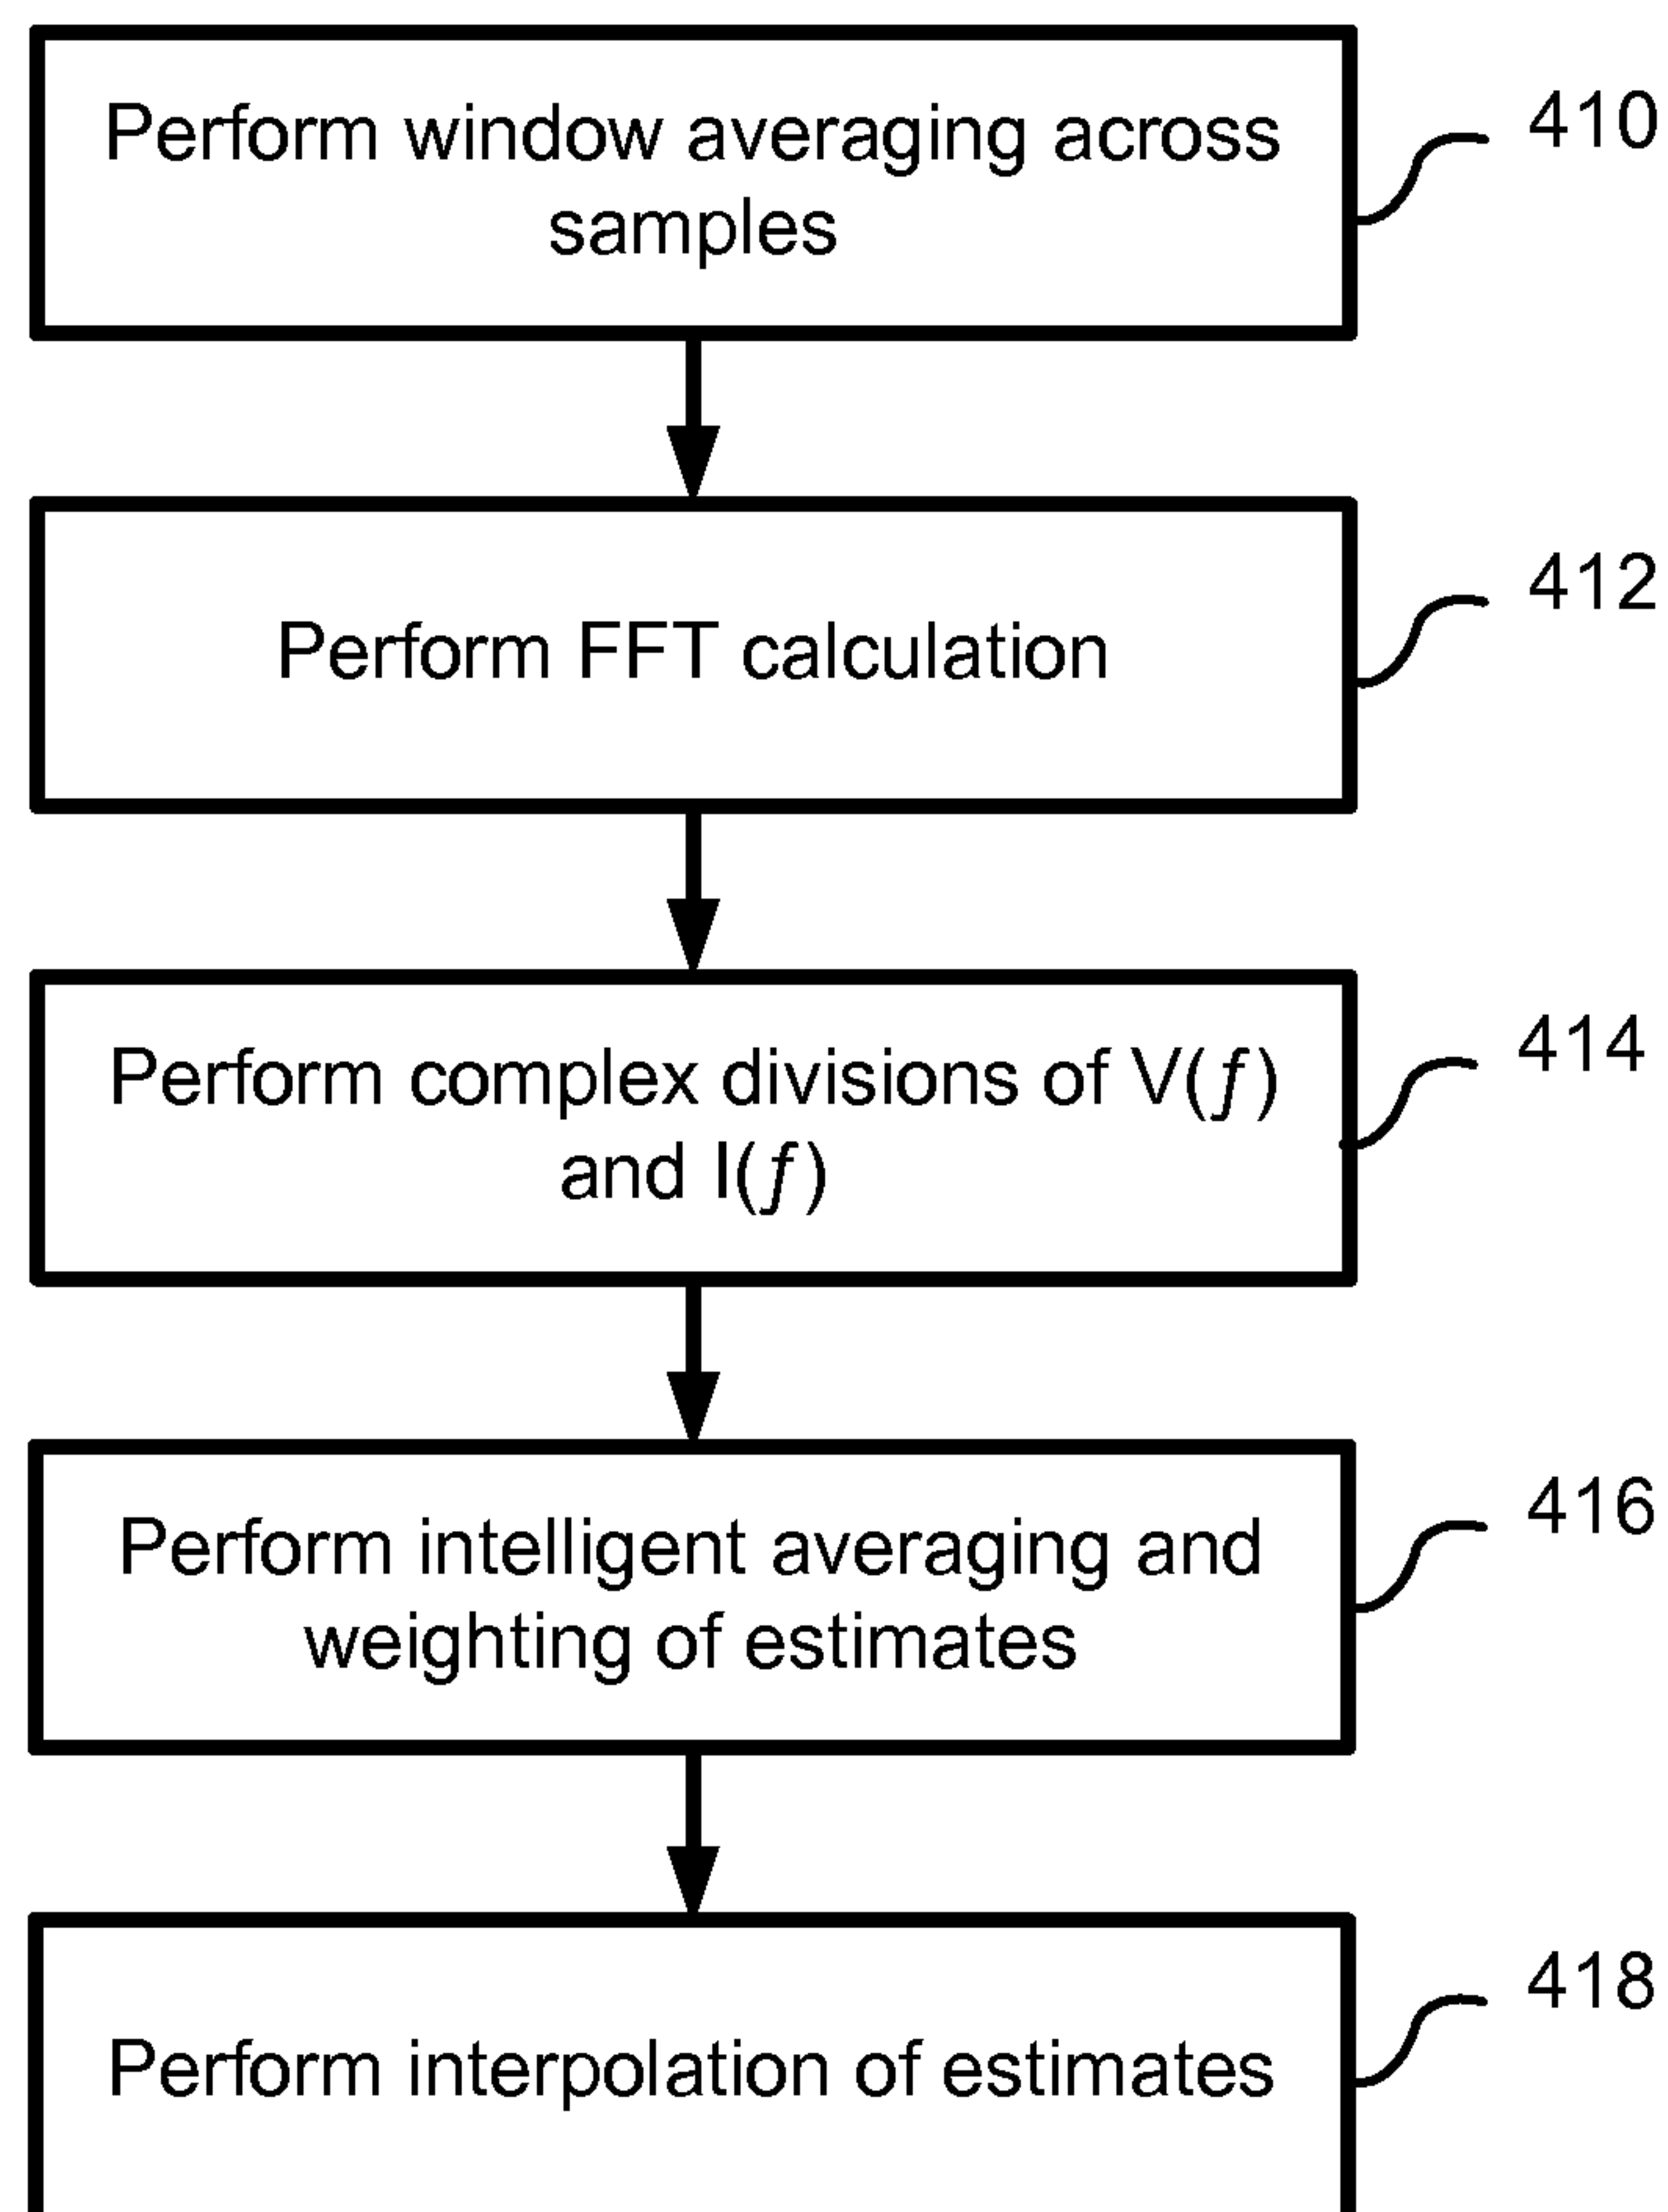 Perform window averaging across
samples
410
Perform FFT calculation
412
Perform complex divisions of V(ƒ)
and I(ƒ)
414
Perform intelligent averaging and
weighting of estimates
416
Perform interpolation of estimates
418